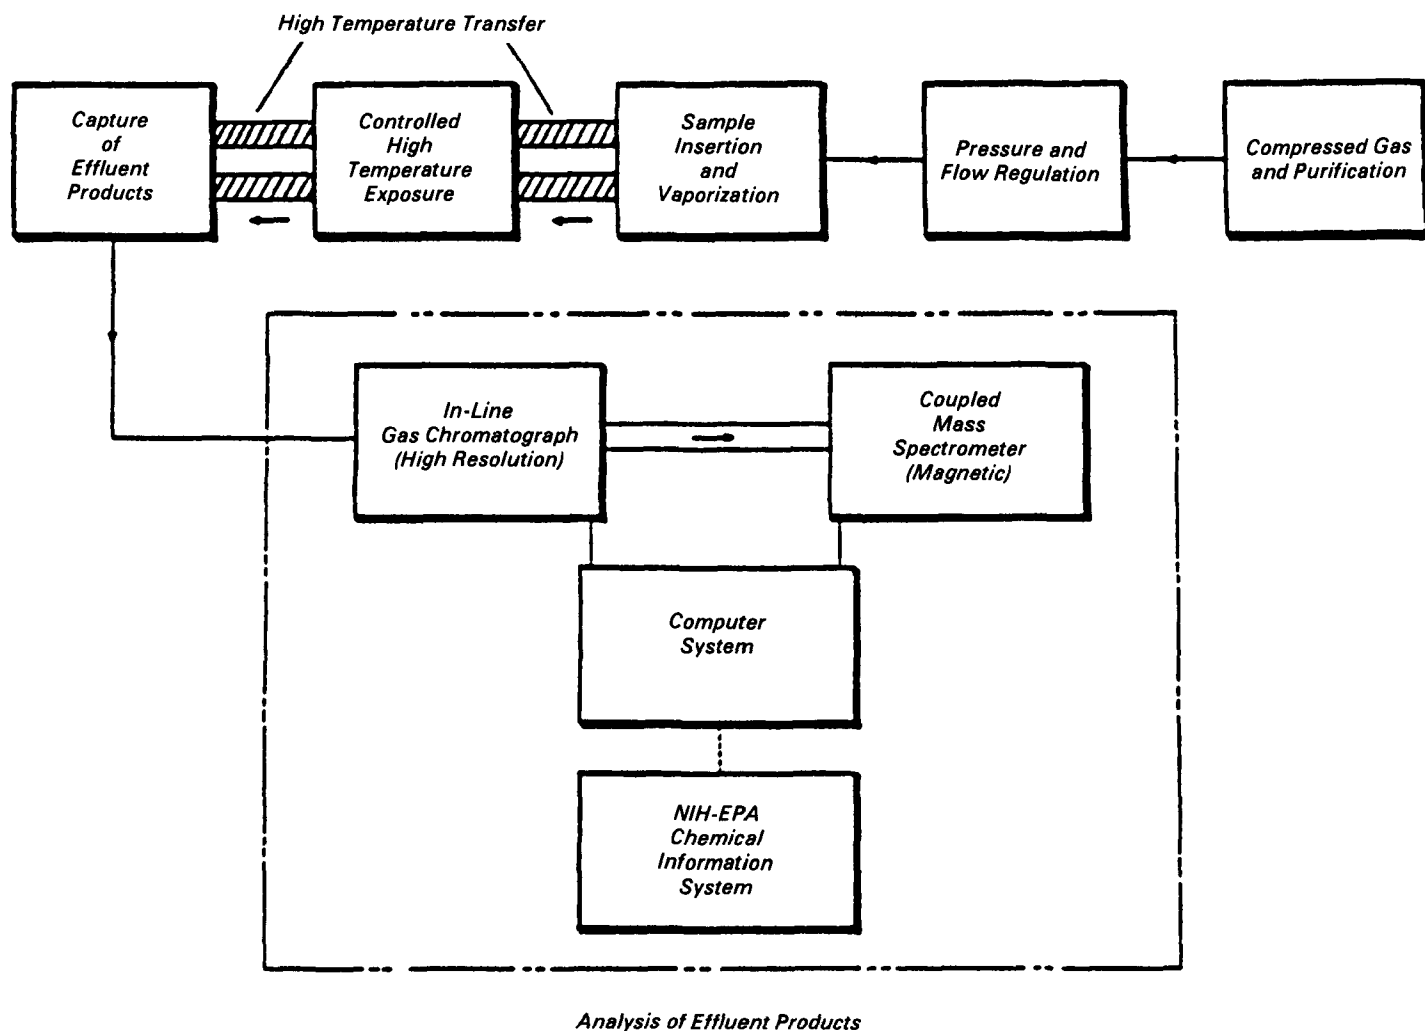 High Temperature Transfer
Capture
of
Effluent
Products
Controlled
High
Temperature
Exposure
Sample
Insertion
and
Vaporization
Pressure and
Flow Regulation
Compressed Gas
and Purification
In-Line
Gas Chromatograph
(High Resolution)
Coupled
Mass
Spectrometer
(Magnetic)
Computer
System
NIH-EPA
Chemical
Information
System
Analysis of Effluent Products